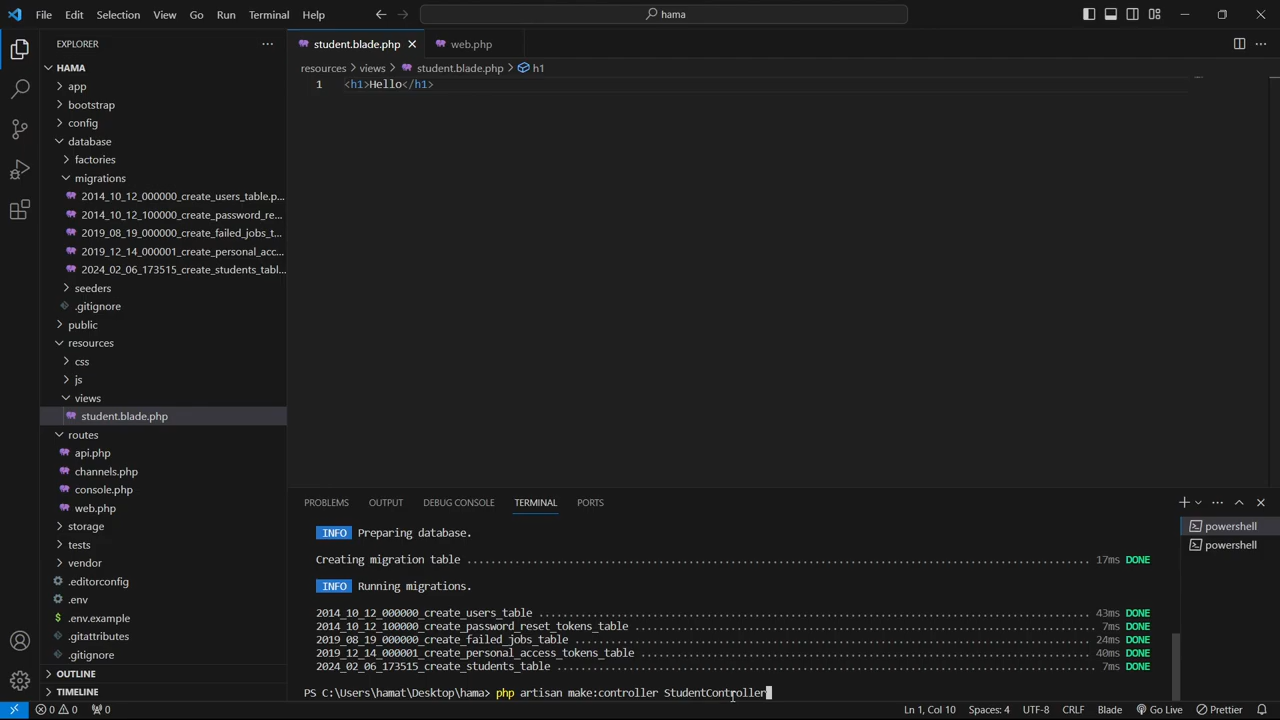 File Edit Selection View Go Run Terminal Help
hama
EXPLORER
HAMA
app
bootstrap
config
database
factories
migrations
2014_10_12_000000_create_users_table.p...
2014_10_12_100000_create_password_re...
2019_08_19_000000_create_failed_jobs_t...
2019_12_14_000001_create_personal_acc...
2024_02_06_173515_create_students_tabl...
seeders
.gitignore
public
resources
css
js
views
student.blade.php
routes
api.php
channels.php
console.php
web.php
storage
tests
vendor
.editorconfig
.env
.env.example
.gitattributes
.gitignore
OUTLINE
TIMELINE
student.blade.php web.php
resources > views > student.blade.php > h1
1 <h1>Hello</h1>
PROBLEMS OUTPUT DEBUG CONSOLE TERMINAL PORTS
powershell
powershell
INFO Preparing database.
Creating migration table ........ 17ms DONE
INFO Running migrations.
2014_10_12_000000_create_users_table ........ 43ms DONE
2014_10_12_100000_create_password_reset_tokens_table ........ 7ms DONE
2019_08_19_000000_create_failed_jobs_table ........ 24ms DONE
2019_12_14_000001_create_personal_access_tokens_table ........ 40ms DONE
2024_02_06_173515_create_students_table ........ 7ms DONE
PS C:\Users\hamat\Desktop\hama> php artisan make:controller StudentController
0 0 0 Ln 1, Col 10 Spaces: 4 UTF-8 CRLF Blade Go Live Prettier